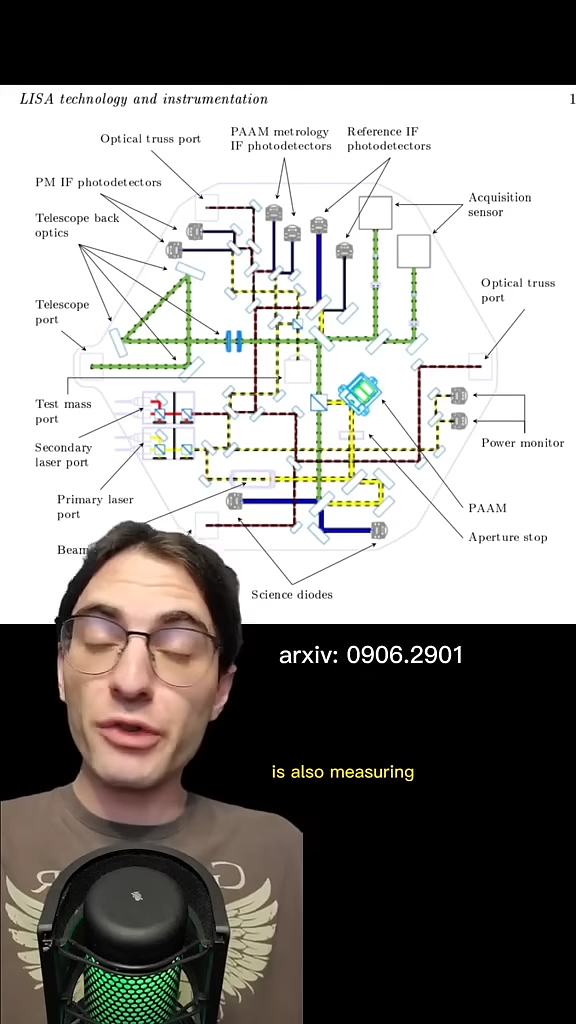 LISA technology and instrumentation
1
Optical truss port
PAAM metrology
IF photodetectors
Reference IF
photodetectors
PM IF photodetectors
Acquisition
sensor
Telescope back
optics
Optical truss
port
Telescope
port
Test mass
port
Secondary
laser port
Power monitor
Primary laser
port
PAAM
Aperture stop
Beam
Science diodes
arxiv: 0906.2901
is also measuring